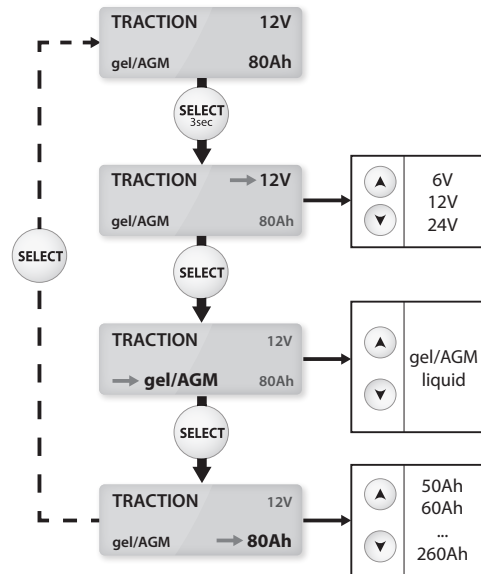 TRACTION 12V
gel/AGM 80Ah
SELECT
3sec
TRACTION 12V
gel/AGM 80Ah
6V
12V
24V
SELECT
SELECT
TRACTION 12V
gel/AGM 80Ah
gel/AGM
liquid
SELECT
TRACTION 12V
gel/AGM 80Ah
50Ah
60Ah
...
260Ah